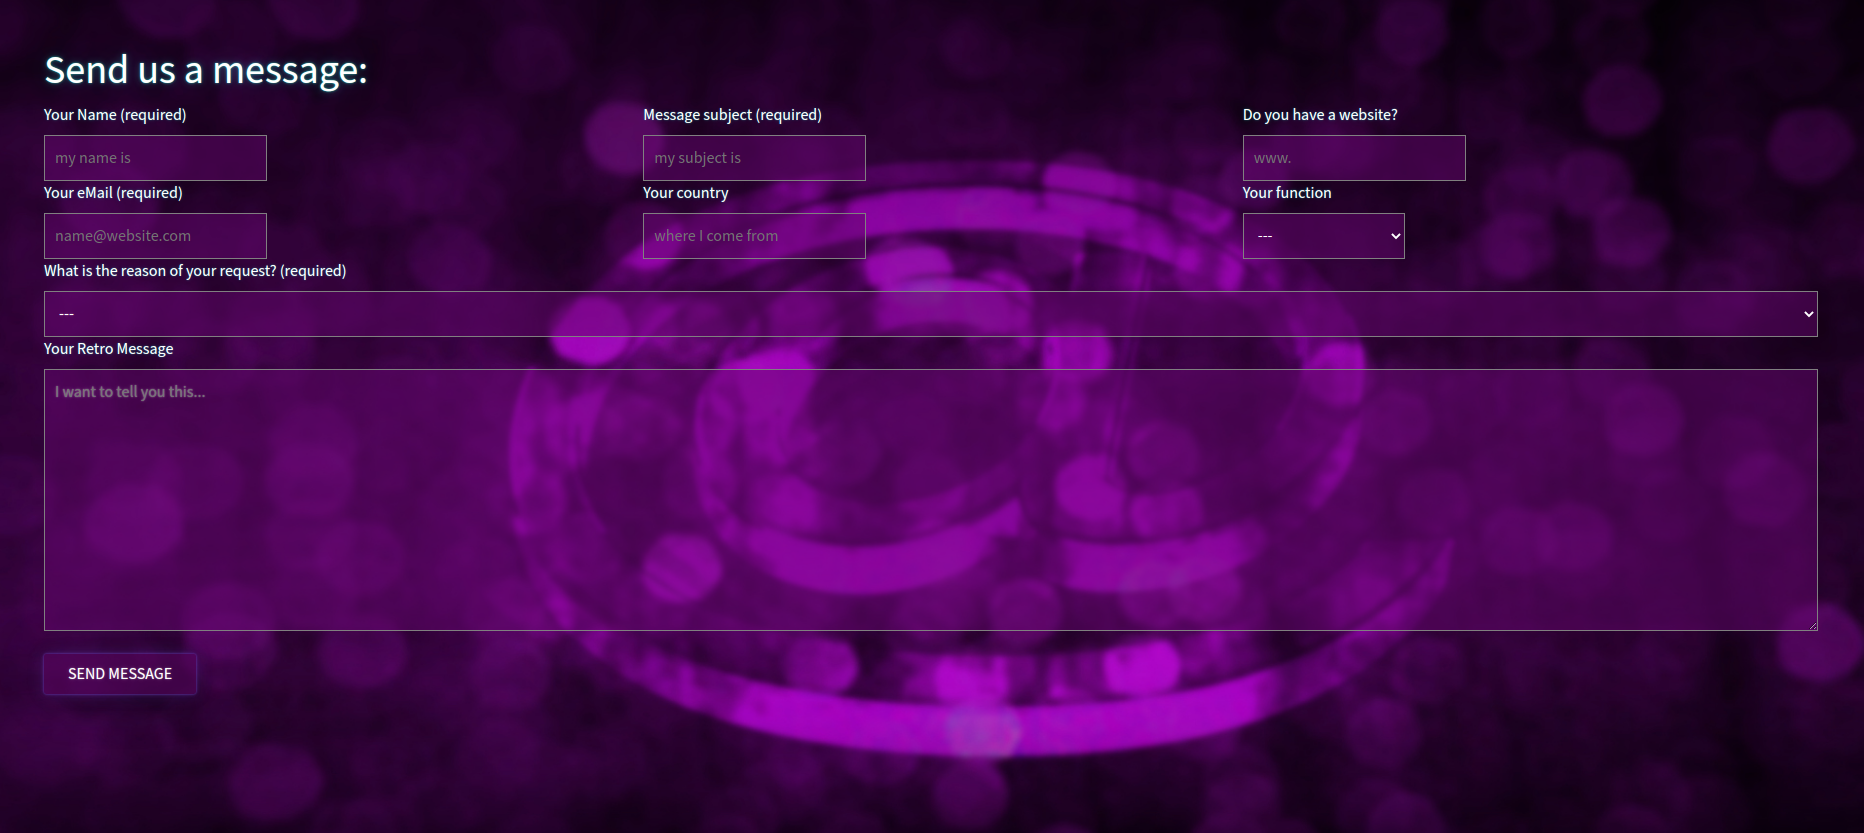 Send us a message:
Your Name (required)
my name is
Message subject (required)
my subject is
Do you have a website?
www.
Your eMail (required)
name@website.com
Your country
where I come from
Your function
---
What is the reason of your request? (required)
---
Your Retro Message
I want to tell you this...
SEND MESSAGE